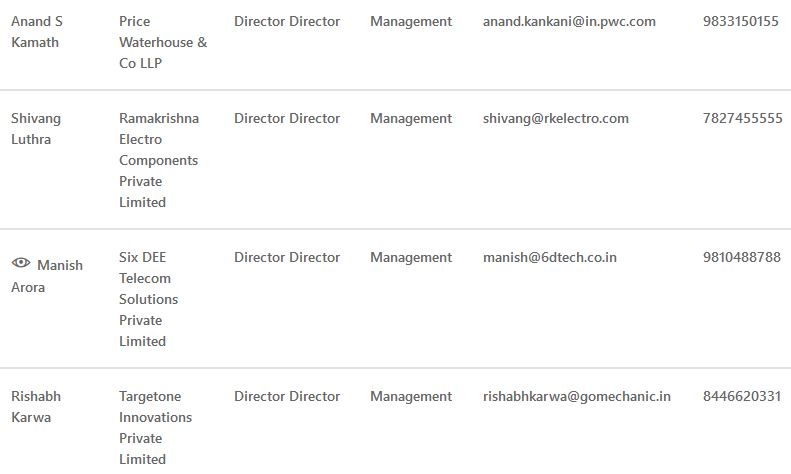 Anand S Kamath Price Waterhouse & Co LLP Director Director Management anand.kankani@in.pwc.com 9833150155
Shivang Luthra Ramakrishna Electro Components Private Limited Director Director Management shivang@rkelectro.com 7827455555
Manish Arora Six DEE Telecom Solutions Private Limited Director Director Management manish@6dtech.co.in 9810488788
Rishabh Karwa Targetone Innovations Private Limited Director Director Management rishabhkarwa@gomechanic.in 8446620331